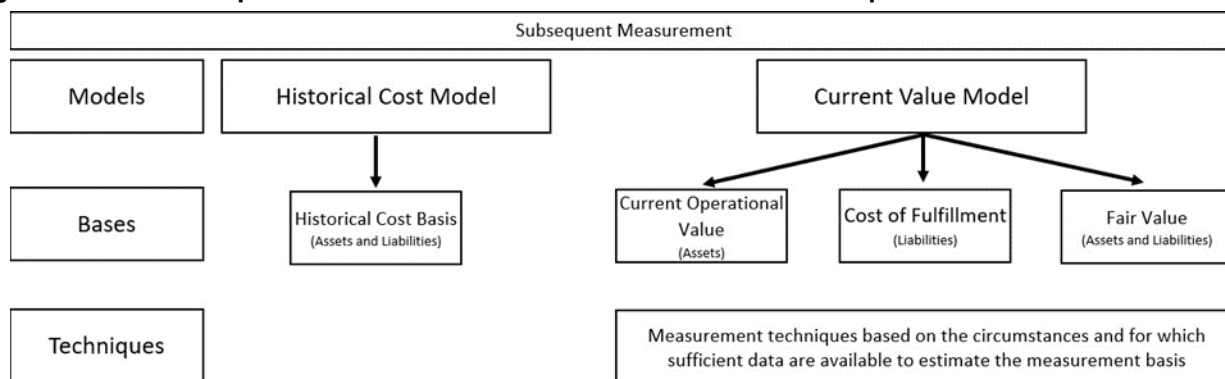 Subsequent Measurement
Models
Historical Cost Model
Current Value Model
Bases
Historical Cost Basis
(Assets and Liabilities)
Current Operational
Value
(Assets)
Cost of Fulfillment
(Liabilities)
Fair Value
(Assets and Liabilities)
Techniques
Measurement techniques based on the circumstances and for which
sufficient data are available to estimate the measurement basis